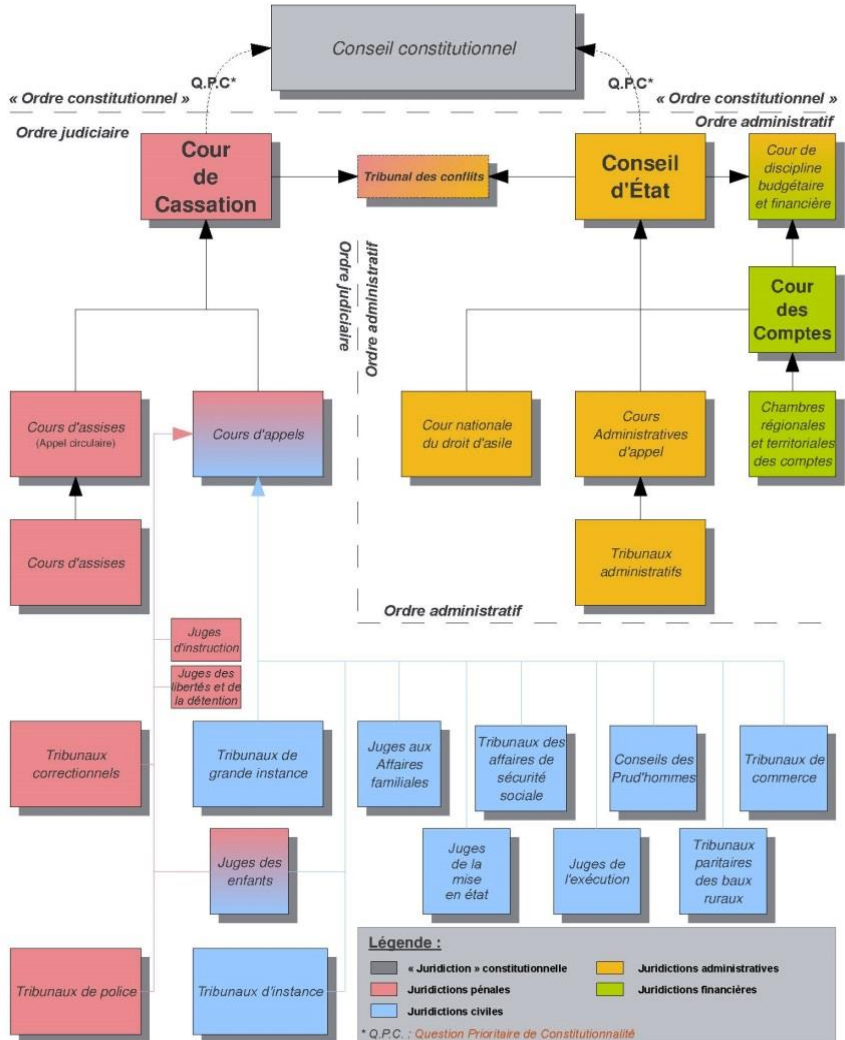 Conseil constitutionnel
Q.P.C*
Q.P.C*
« Ordre constitutionnel »
« Ordre constitutionnel »
Ordre judiciaire
Ordre administratif
Cour
de
Cassation
Tribunal des conflits
Conseil
d'État
Cour de
discipline
budgétaire
et financière
Ordre judiciaire
Ordre administratif
Cour
des
Comptes
Cours d'assises
(Appel circulaire)
Cours d'appels
Cour nationale
du droit d'asile
Cours
Administratives
d'appel
Chambres
régionales
et territoriales
des comptes
Cours d'assises
Tribunaux
administratifs
Ordre administratif
Juges
d'instruction
Juges des
libertés et de
la détention
Tribunaux
correctionnels
Tribunaux de
grande instance
Juges aux
Affaires
familiales
Tribunaux des
affaires de
sécurité
sociale
Conseils des
Prud'hommes
Tribunaux de
commerce
Juges des
enfants
Juges
de la
mise
en état
Juges de
l'exécution
Tribunaux
paritaires
des baux
ruraux
Tribunaux de police
Tribunaux d'instance
Légende :
« Juridiction » constitutionnelle
Juridictions administratives
Juridictions pénales
Juridictions financières
Juridictions civiles
* Q.P.C. : Question Prioritaire de Constitutionnalité